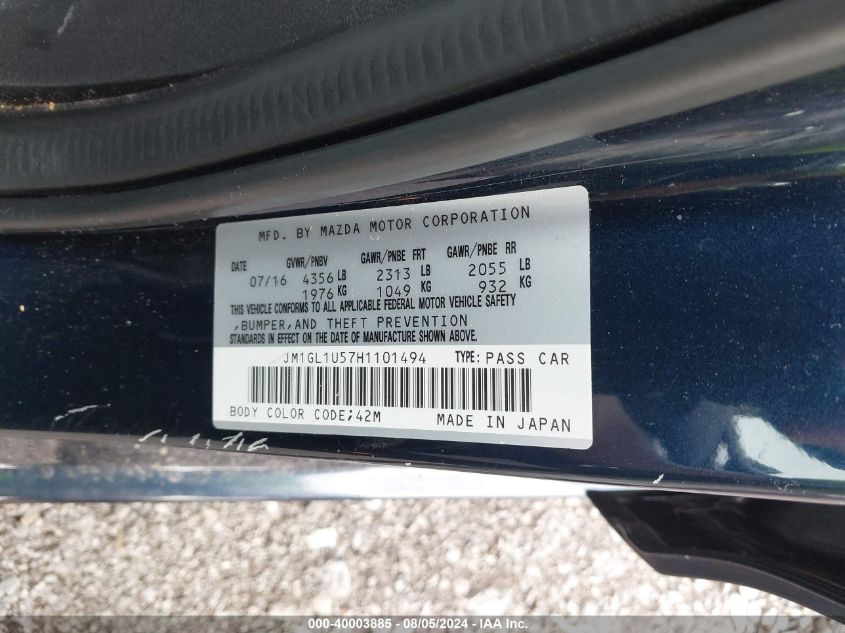 MFD. BY MAZDA MOTOR CORPORATION
DATE GVWR/PNBV GAWR/PNBE FRT GAWR/PNBE RR
07/16 4356 LB 2313 LB 2055 LB
1976 KG 1049 KG 932 KG
THIS VEHICLE CONFORMS TO ALL APPLICABLE FEDERAL MOTOR VEHICLE SAFETY
,BUMPER,AND THEFT PREVENTION
STANDARDS IN EFFECT ON THE DATE OF MANUFACTURE SHOWN ABOVE.
JM1GL1U57H1101494 TYPE: PASS CAR
BODY COLOR CODE;42M MADE IN JAPAN
000-40003885 - 08/05/2024 - IAA Inc.